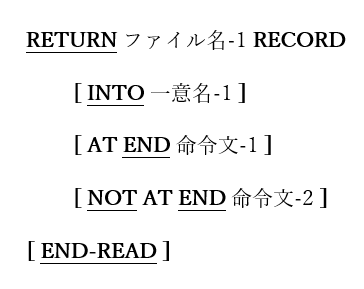 RETURN ファイル名-1 RECORD
[ INTO 一意名-1 ]
[ AT END 命令文-1 ]
[ NOT AT END 命令文-2 ]
[ END-READ ]